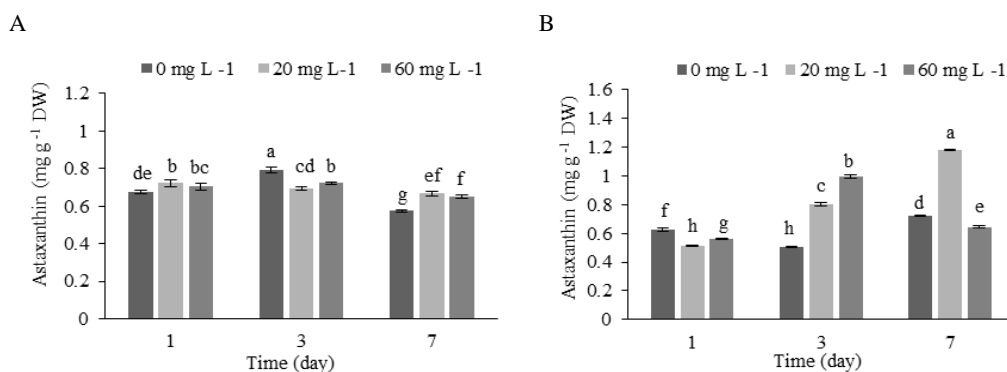 A
0 mg L -1 20 mg L-1 60 mg L -1
Astaxanthin (mg g -1 DW)
1.2
1
0.8
0.6
0.4
0.2
0
de b bc a cd b g ef f
1 3 7
Time (day)
B
0 mg L -1 20 mg L -1 60 mg L -1
Astaxanthin (mg g -1 DW)
1.6
1.4
1.2
1
0.8
0.6
0.4
0.2
0
f h g h c b d a e
1 3 7
Time (day)